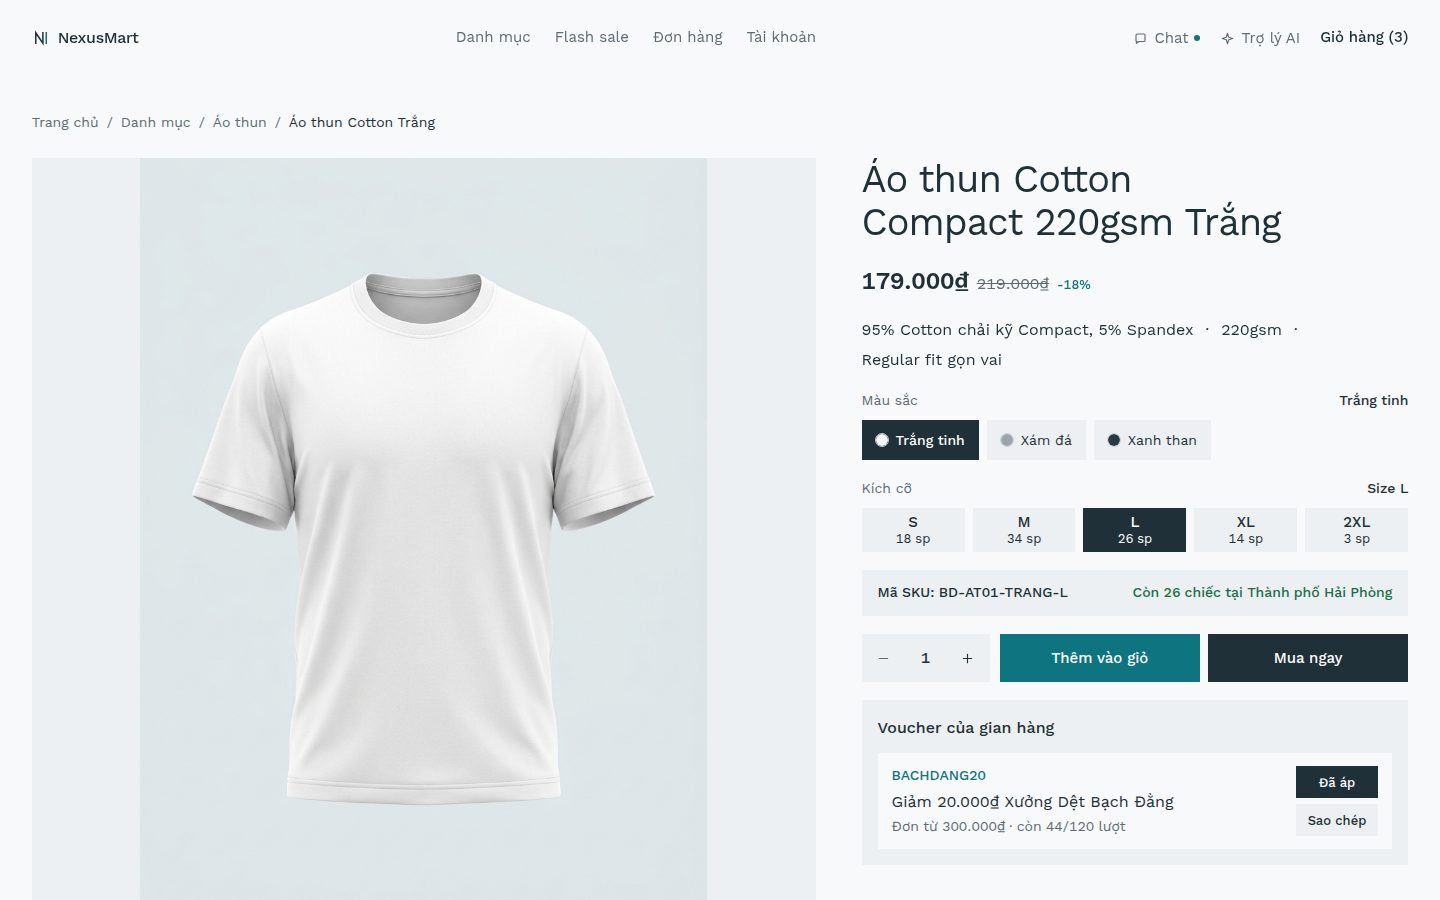 NexusMart
Danh mục Flash sale Đơn hàng Tài khoản
Chat Trợ lý AI Giỏ hàng (3)
Trang chủ / Danh mục / Áo thun / Áo thun Cotton Trắng
Áo thun Cotton
Compact 220gsm Trắng
179.000₫ 219.000₫ -18%
95% Cotton chải kỹ Compact, 5% Spandex · 220gsm ·
Regular fit gọn vai
Màu sắc Trắng tinh
Trắng tinh Xám đá Xanh than
Kích cỡ Size L
S M L XL 2XL
18 sp 34 sp 26 sp 14 sp 3 sp
Mã SKU: BD-AT01-TRANG-L Còn 26 chiếc tại Thành phố Hải Phòng
− 1 + Thêm vào giỏ Mua ngay
Voucher của gian hàng
BACHDANG20
Đã áp
Giảm 20.000₫ Xưởng Dệt Bạch Đằng
Đơn từ 300.000₫ · còn 44/120 lượt
Sao chép